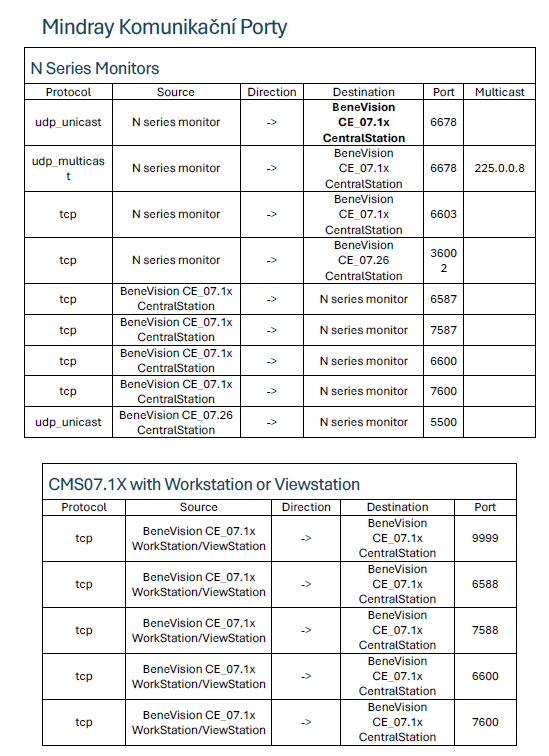 Mindray Komunikační Porty
N Series Monitors
Protocol Source Direction Destination Port Multicast
udp_unicast N series monitor -> BeneVision CE_07.1x CentralStation 6678
udp_multicast N series monitor -> BeneVision CE_07.1x CentralStation 6678 225.0.0.8
tcp N series monitor -> BeneVision CE_07.1x CentralStation 6603
tcp N series monitor -> BeneVision CE_07.26 CentralStation 36002
tcp BeneVision CE_07.1x CentralStation -> N series monitor 6587
tcp BeneVision CE_07.1x CentralStation -> N series monitor 7587
tcp BeneVision CE_07.1x CentralStation -> N series monitor 6600
tcp BeneVision CE_07.1x CentralStation -> N series monitor 7600
udp_unicast BeneVision CE_07.26 CentralStation -> N series monitor 5500
CMS07.1X with Workstation or Viewstation
Protocol Source Direction Destination Port
tcp BeneVision CE_07.1x WorkStation/ViewStation -> BeneVision CE_07.1x CentralStation 9999
tcp BeneVision CE_07.1x WorkStation/ViewStation -> BeneVision CE_07.1x CentralStation 6588
tcp BeneVision CE_07.1x WorkStation/ViewStation -> BeneVision CE_07.1x CentralStation 7588
tcp BeneVision CE_07.1x WorkStation/ViewStation -> BeneVision CE_07.1x CentralStation 6600
tcp BeneVision CE_07.1x WorkStation/ViewStation -> BeneVision CE_07.1x CentralStation 7600